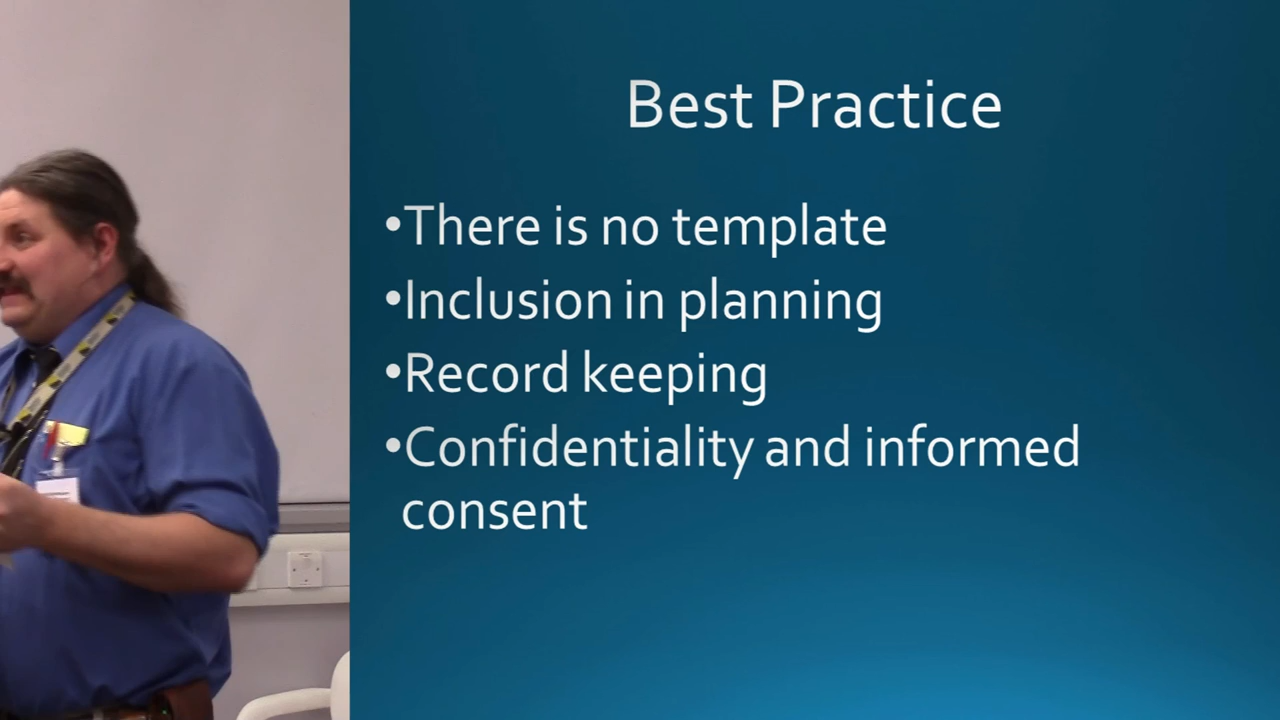 Best Practice
•There is no template
•Inclusion in planning
•Record keeping
•Confidentiality and informed
consent